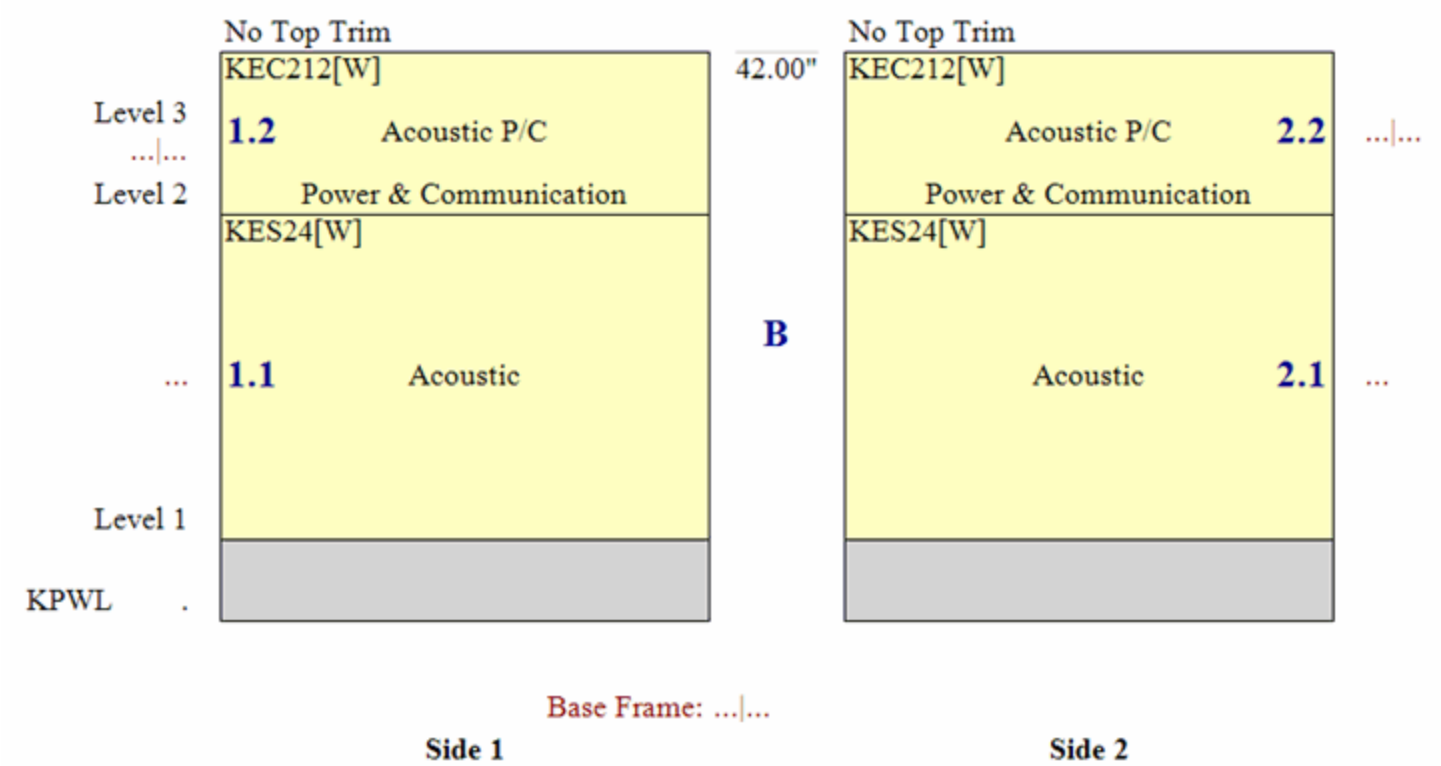 No Top Trim
No Top Trim
KEC212[W]
42.00"
KEC212[W]
Level 3
1.2
Acoustic P/C
Acoustic P/C
2.2
...|...
...|...
Level 2
Power & Communication
Power & Communication
KES24[W]
KES24[W]
B
...
1.1
Acoustic
Acoustic
2.1
...
Level 1
KPWL .
Base Frame: ...|...
Side 1
Side 2